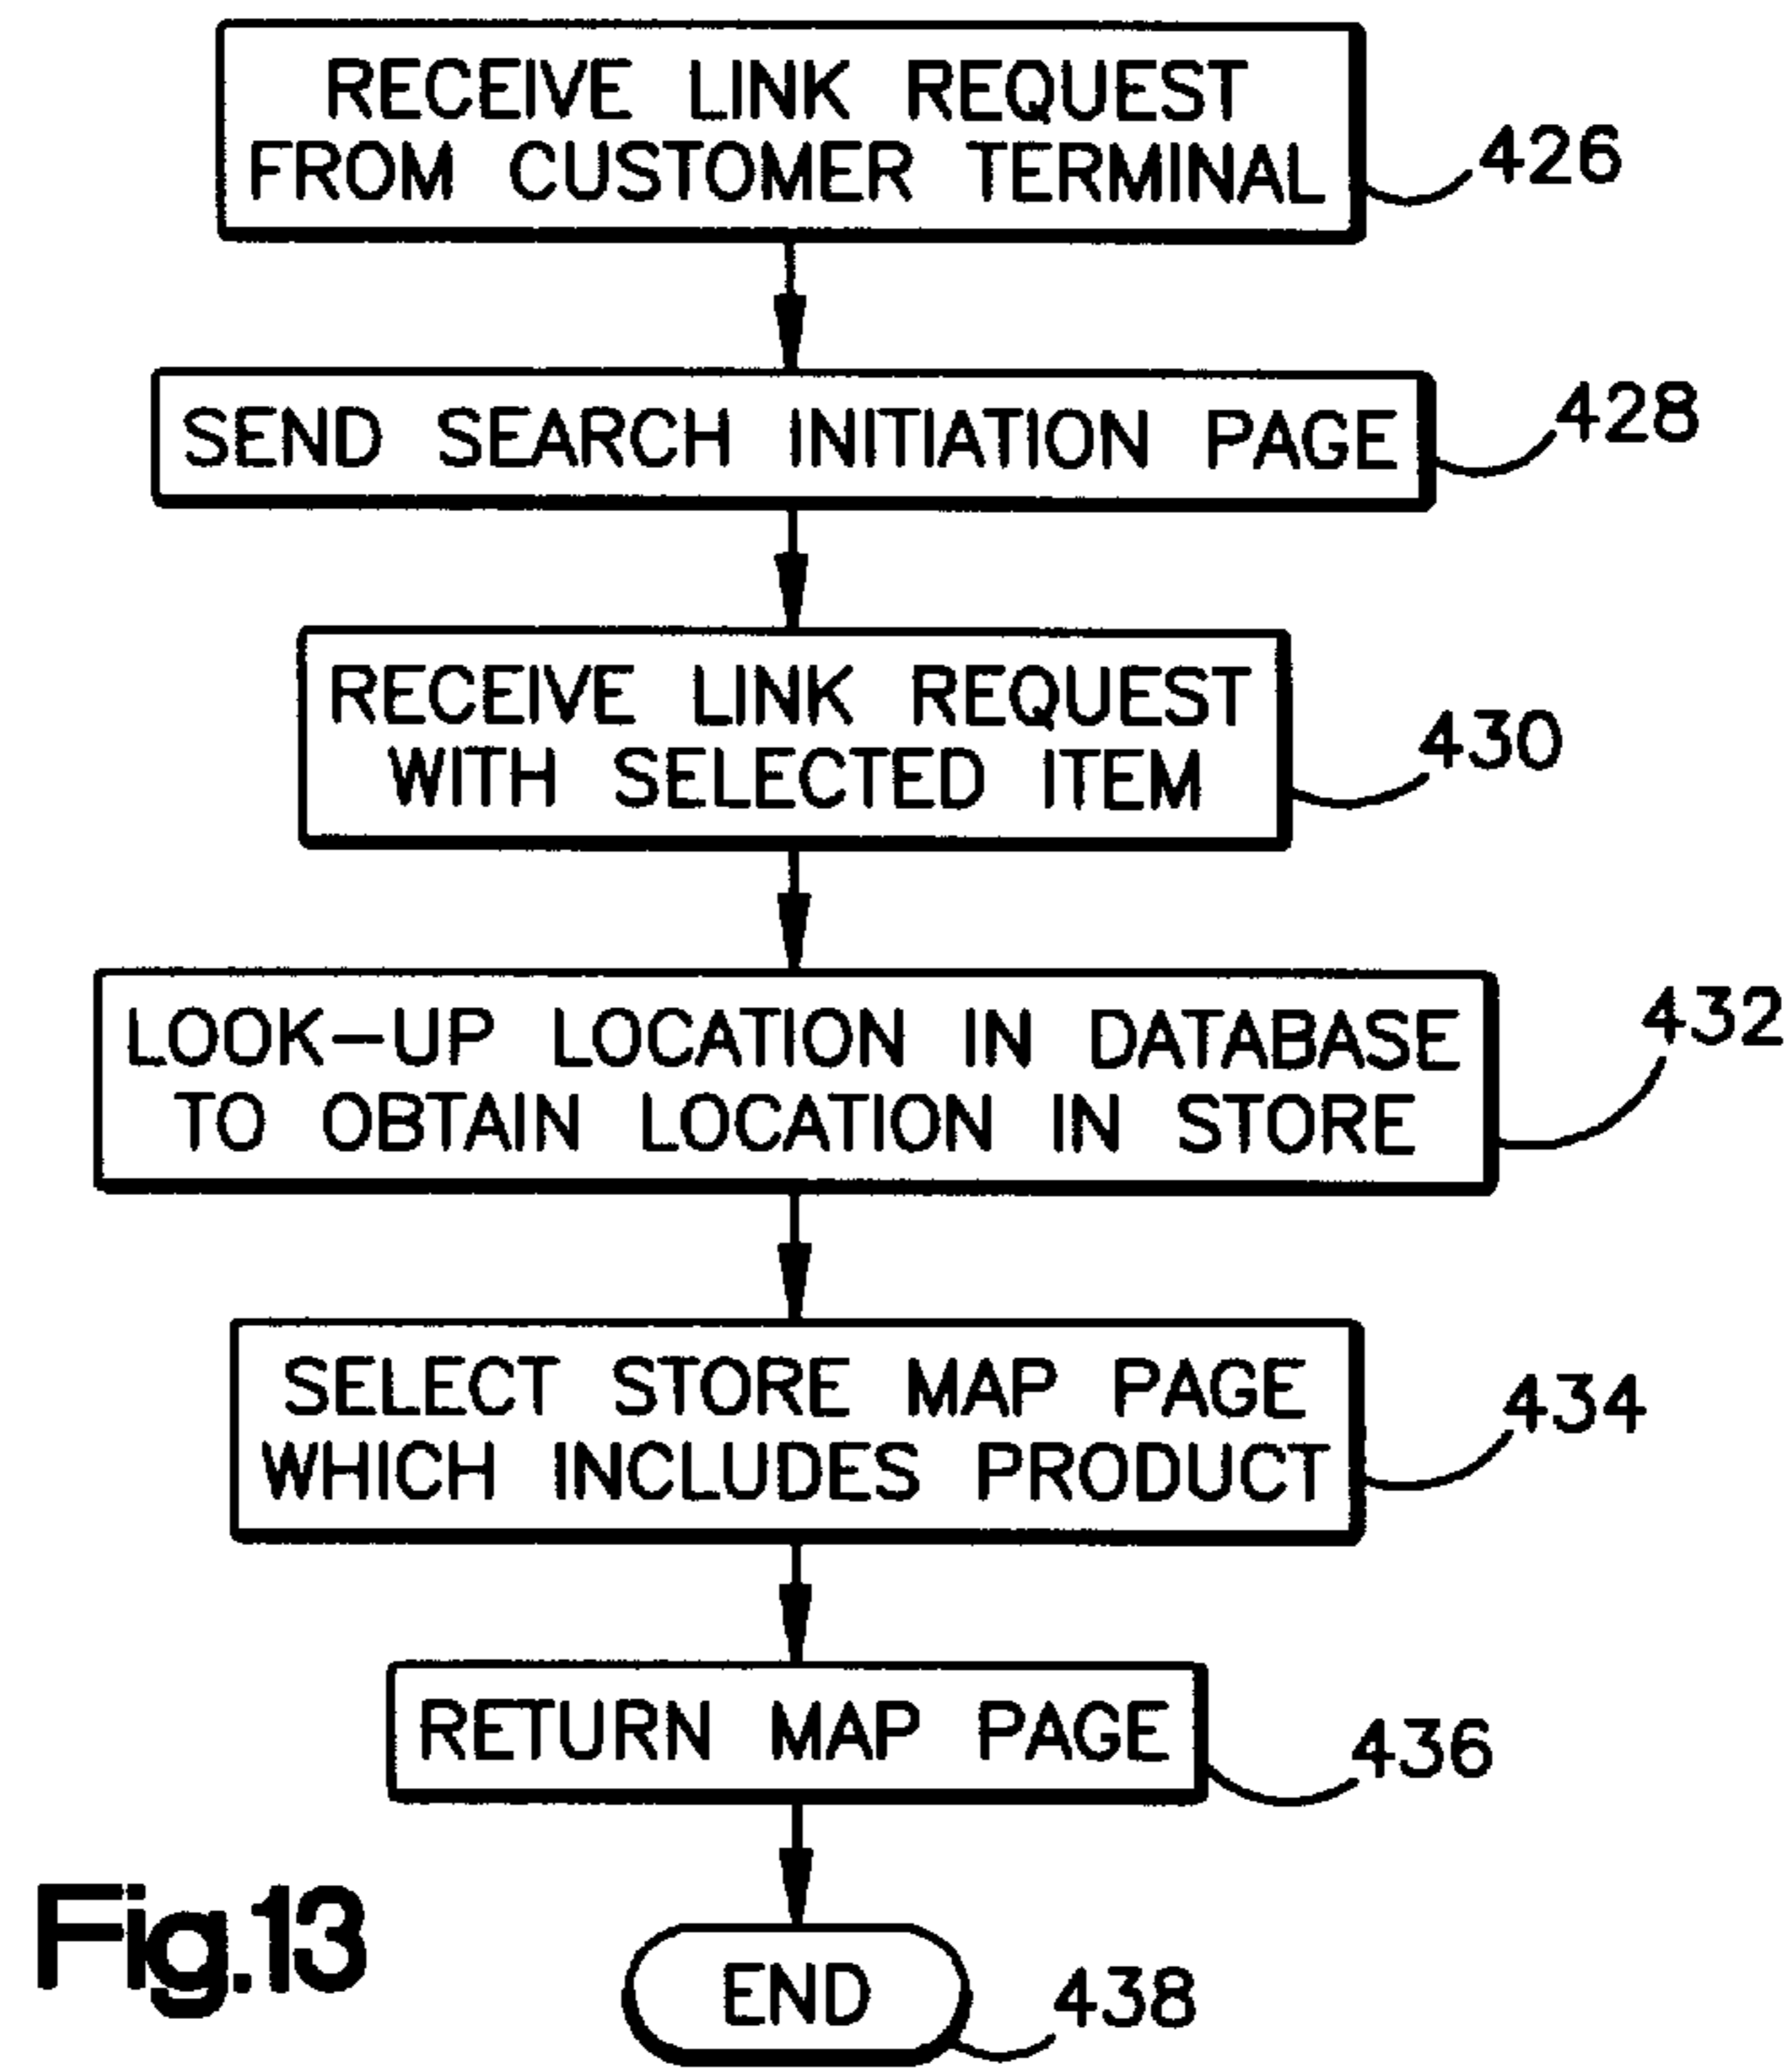 RECEIVE LINK REQUEST
FROM CUSTOMER TERMINAL
426
SEND SEARCH INITIATION PAGE
428
RECEIVE LINK REQUEST
WITH SELECTED ITEM
430
LOOK-UP LOCATION IN DATABASE
TO OBTAIN LOCATION IN STORE
432
SELECT STORE MAP PAGE
WHICH INCLUDES PRODUCT
434
RETURN MAP PAGE
436
END
438
Fig.13